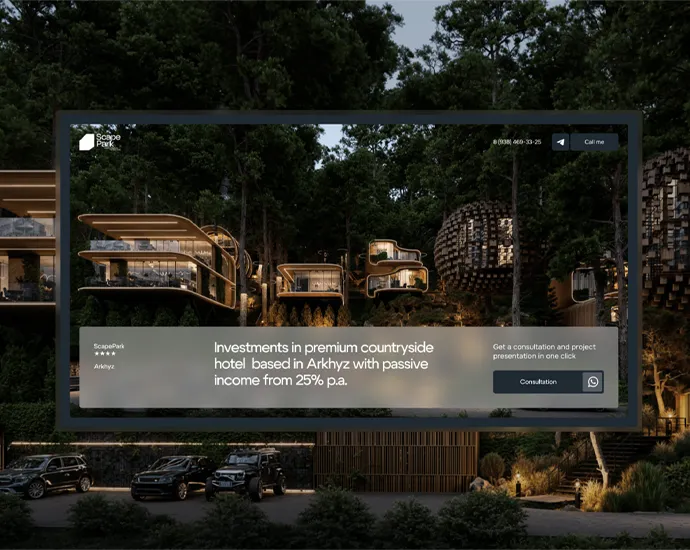 Scape
Park
8 (938) 469-33-25
Call me
ScapePark
★★★★
Arkhyz
Investments in premium countryside
hotel based in Arkhyz with passive
income from 25% p.a.
Get a consultation and project
presentation in one click
Consultation